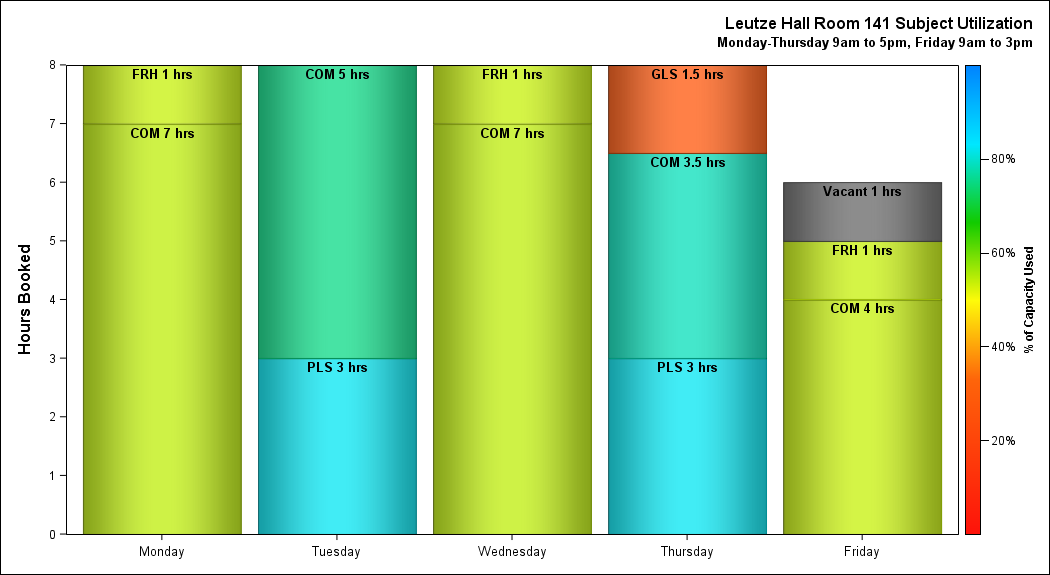 Leutze Hall Room 141 Subject Utilization
Monday-Thursday 9am to 5pm, Friday 9am to 3pm
Hours Booked
8
7
6
5
4
3
2
1
0
FRH 1 hrs
COM 7 hrs
COM 5 hrs
PLS 3 hrs
FRH 1 hrs
COM 7 hrs
GLS 1.5 hrs
COM 3.5 hrs
PLS 3 hrs
Vacant 1 hrs
FRH 1 hrs
COM 4 hrs
Monday
Tuesday
Wednesday
Thursday
Friday
80%
60%
40%
20%
% of Capacity Used